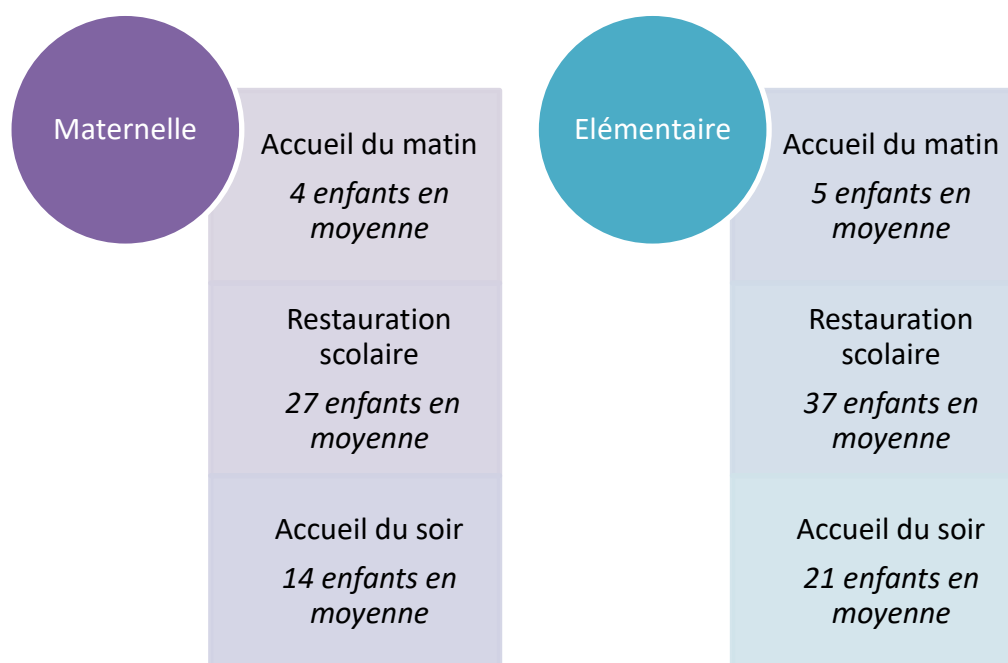 Maternelle
Accueil du matin
4 enfants en
moyenne
Restauration
scolaire
27 enfants en
moyenne
Accueil du soir
14 enfants en
moyenne
Elémentaire
Accueil du matin
5 enfants en
moyenne
Restauration
scolaire
37 enfants en
moyenne
Accueil du soir
21 enfants en
moyenne